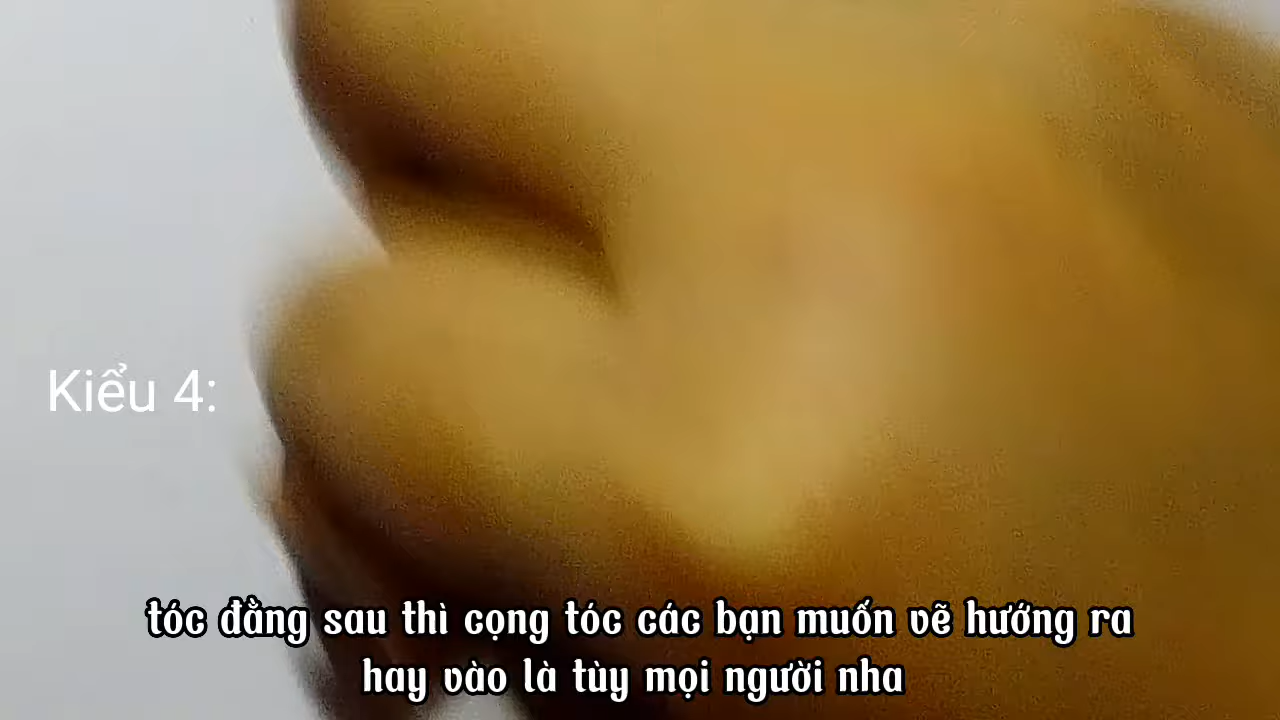 Kiểu 4:
tóc đằng sau thì cọng tóc các bạn muốn vẽ hướng ra
hay vào là tùy mọi người nha